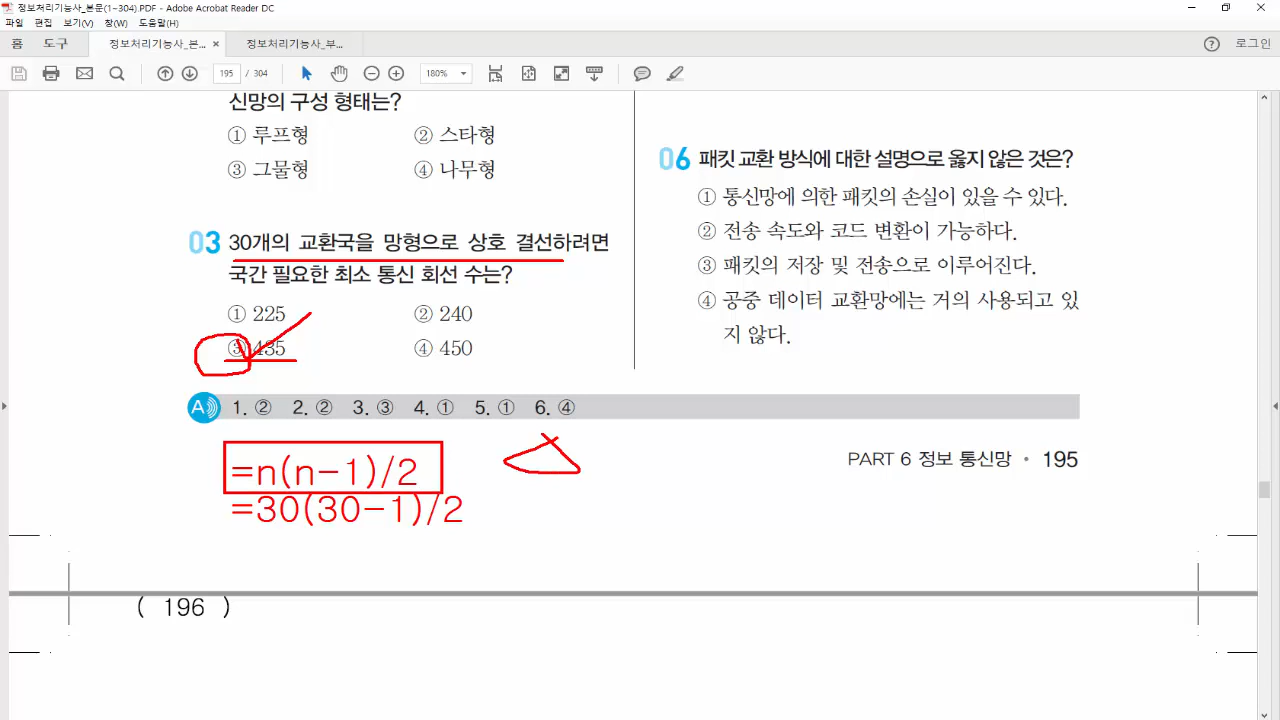 정보처리기능사_본문(1~304).PDF - Adobe Acrobat Reader DC
파일 편집 보기(V) 창(W) 도움말(H)
홈 도구 정보처리기능사_본... × 정보처리기능사_부... ? 로그인
195 / 304 180%
신망의 구성 형태는?
① 루프형 ② 스타형
③ 그물형 ④ 나무형
03 30개의 교환국을 망형으로 상호 결선하려면
국간 필요한 최소 통신 회선 수는?
① 225 ② 240
③ 435 ④ 450
06 패킷 교환 방식에 대한 설명으로 옳지 않은 것은?
① 통신망에 의한 패킷의 손실이 있을 수 있다.
② 전송 속도와 코드 변환이 가능하다.
③ 패킷의 저장 및 전송으로 이루어진다.
④ 공중 데이터 교환망에는 거의 사용되고 있
지 않다.
A 1. ② 2. ② 3. ③ 4. ① 5. ① 6. ④
=n(n-1)/2
=30(30-1)/2
PART 6 정보 통신망 • 195
( 196 )